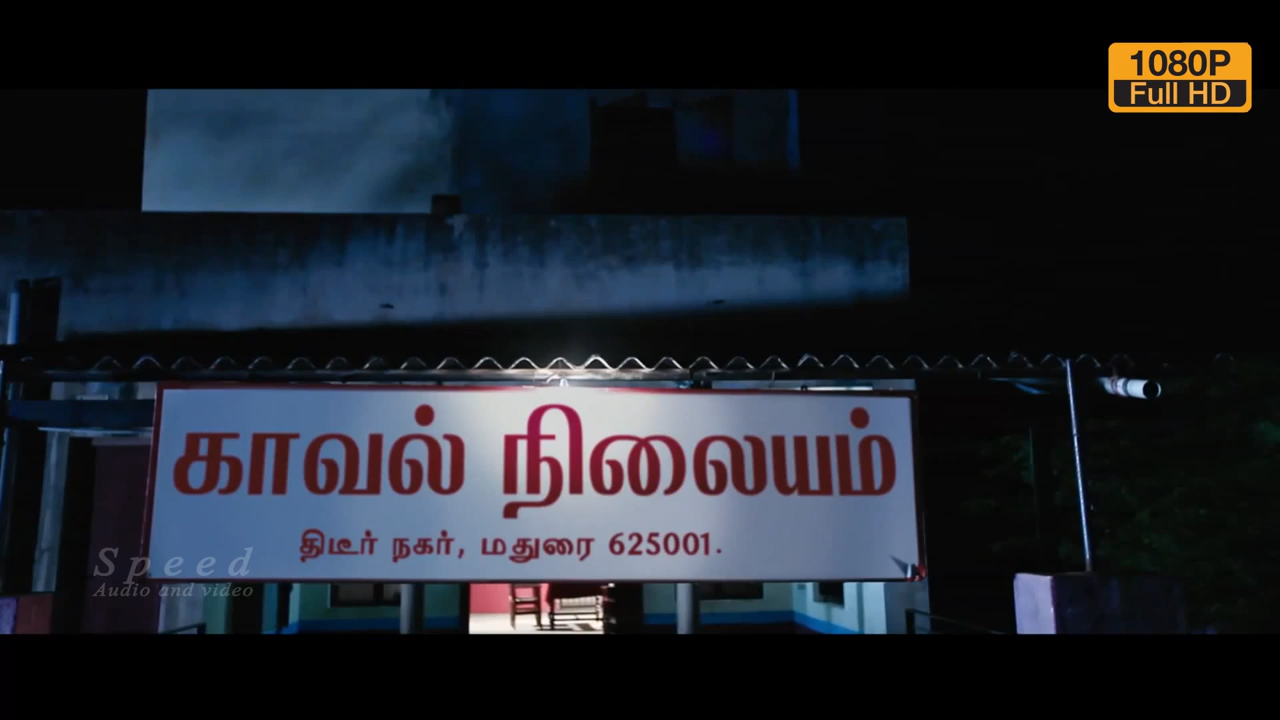 1080P
Full HD
காவல் நிலையம்
திடீர் நகர், மதுரை 625001.
Speed
Audio and video